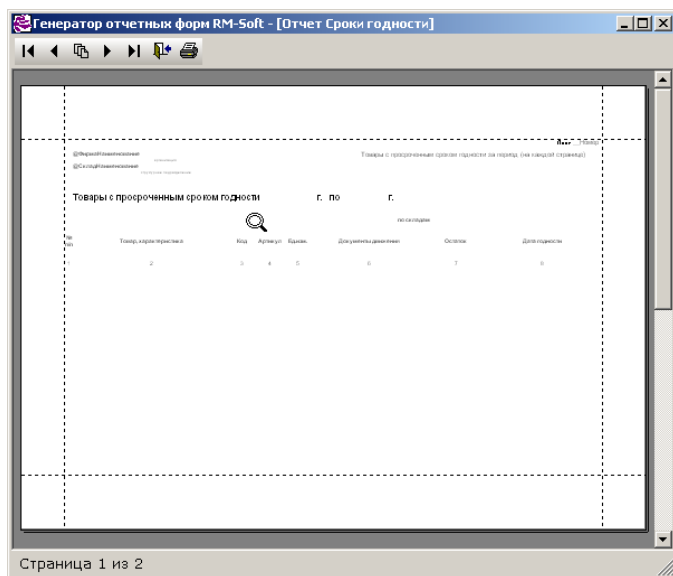 Генератор отчетных форм RM-Soft - [Отчет Сроки годности]
Лист __Номер
@ФирмаНаименование
Товары с просроченным сроком годности за период (на каждой странице)
@СкладНаименование
Товары с просроченным сроком годности г. по г.
по складам
Товар, характеристика Код Артикул Ед.изм. Документы движения Остаток Дата годности
2 3 4 5 6 7 8
Страница 1 из 2